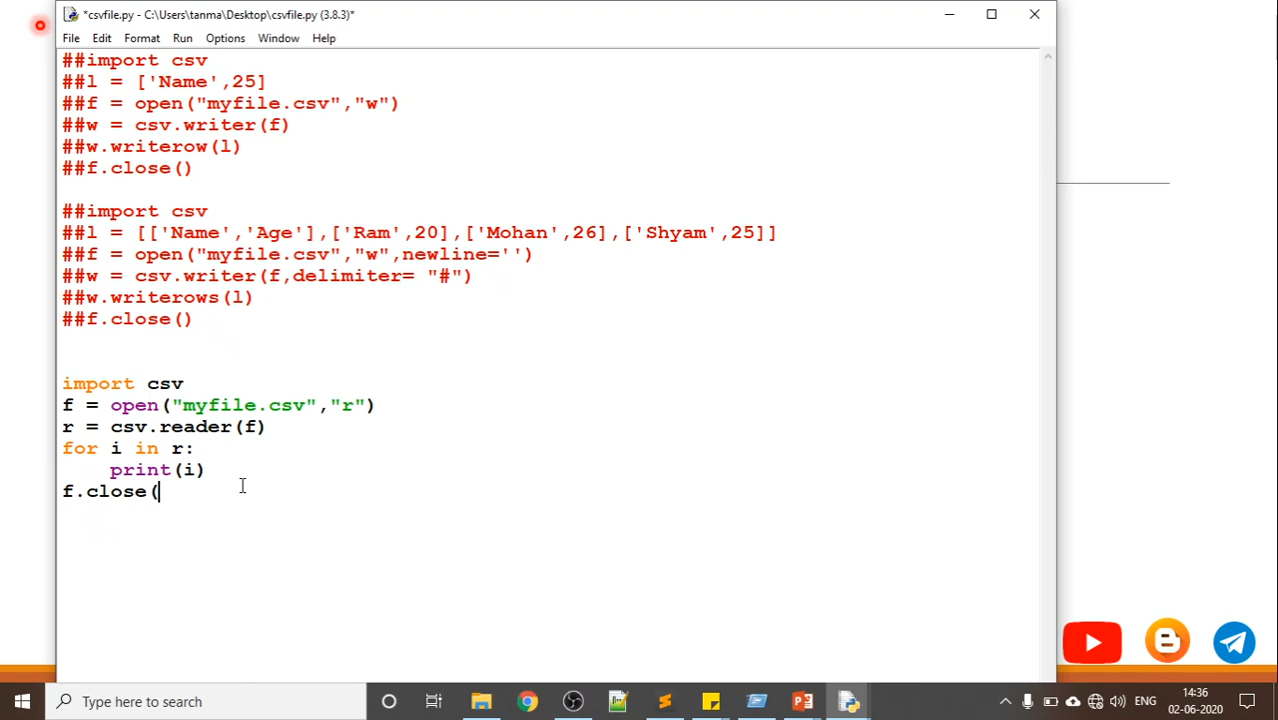 *csvfile.py - C:\Users\tanma\Desktop\csvfile.py (3.8.3)*
File Edit Format Run Options Window Help
##import csv
##l = ['Name',25]
##f = open("myfile.csv","w")
##w = csv.writer(f)
##w.writerow(l)
##f.close()
##import csv
##l = [['Name','Age'],['Ram',20],['Mohan',26],['Shyam',25]]
##f = open("myfile.csv","w",newline='')
##w = csv.writer(f,delimiter= "#")
##w.writerows(l)
##f.close()
import csv
f = open("myfile.csv","r")
r = csv.reader(f)
for i in r:
    print(i)
f.close(
Type here to search
ENG
14:36
02-06-2020